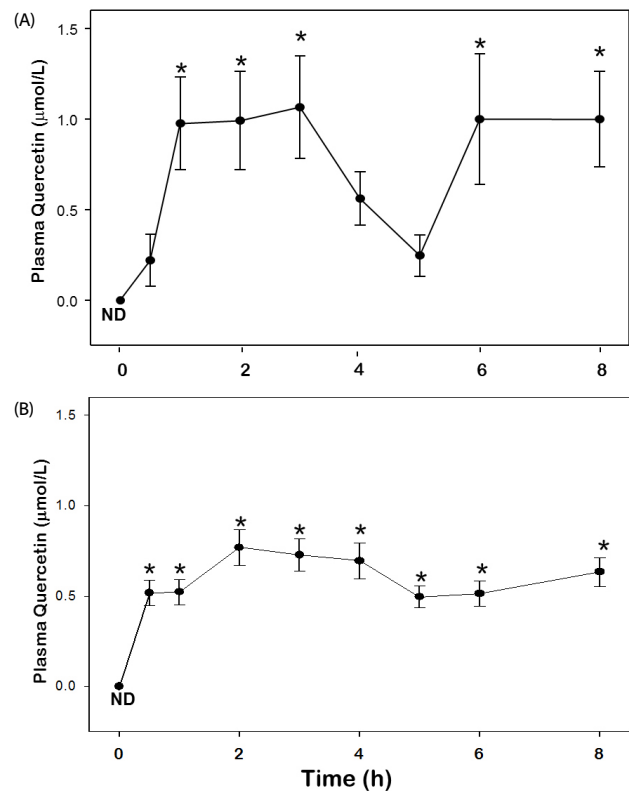 (A)
Plasma Quercetin (μmol/L)
1.5
1.0
0.5
0.0
* * * * *
ND
0 2 4 6 8
(B)
Plasma Quercetin (μmol/L)
1.5
1.0
0.5
0.0
* * * * * * * *
ND
0 2 4 6 8
Time (h)